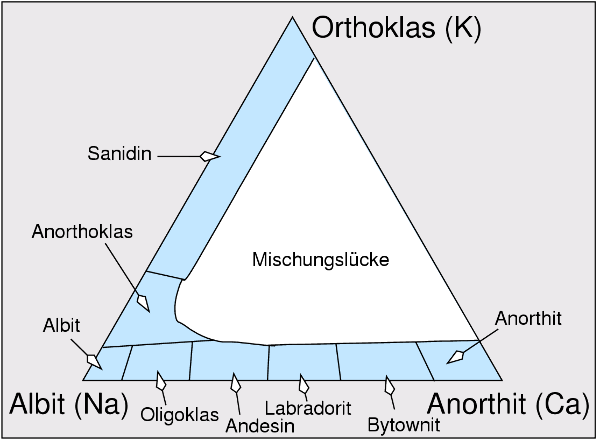 Orthoklas (K)
Sanidin
Anorthoklas
Mischungslücke
Albit
Anorthit
Albit (Na)
Oligoklas
Andesin
Labradorit
Bytownit
Anorthit (Ca)